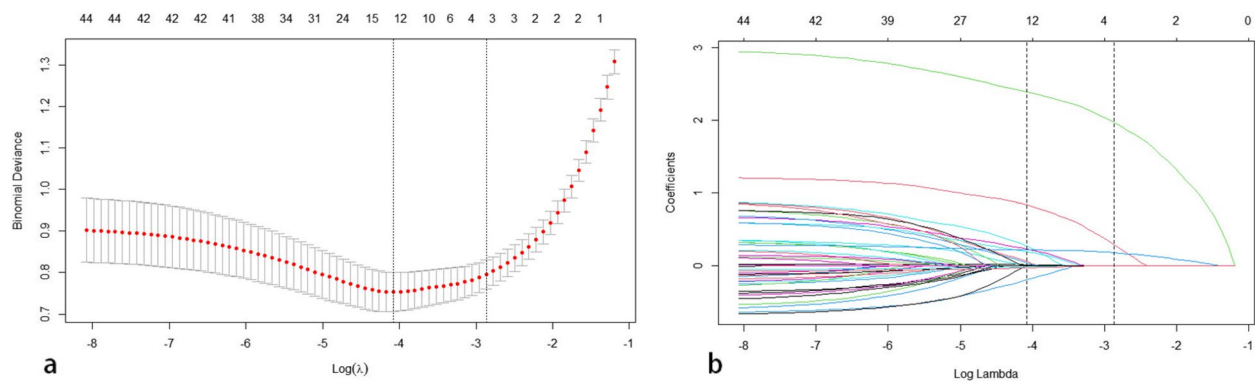 44 44 42 42 42 41 38 34 31 24 15 12 10 6 4 3 3 2 2 2 1
Binomial Deviance
1.3
1.2
1.1
1.0
0.9
0.8
0.7
-8 -7 -6 -5 -4 -3 -2 -1
Log(λ)
a
44 42 39 27 12 4 2 0
Coefficients
3
2
1
0
-8 -7 -6 -5 -4 -3 -2 -1
Log Lambda
b